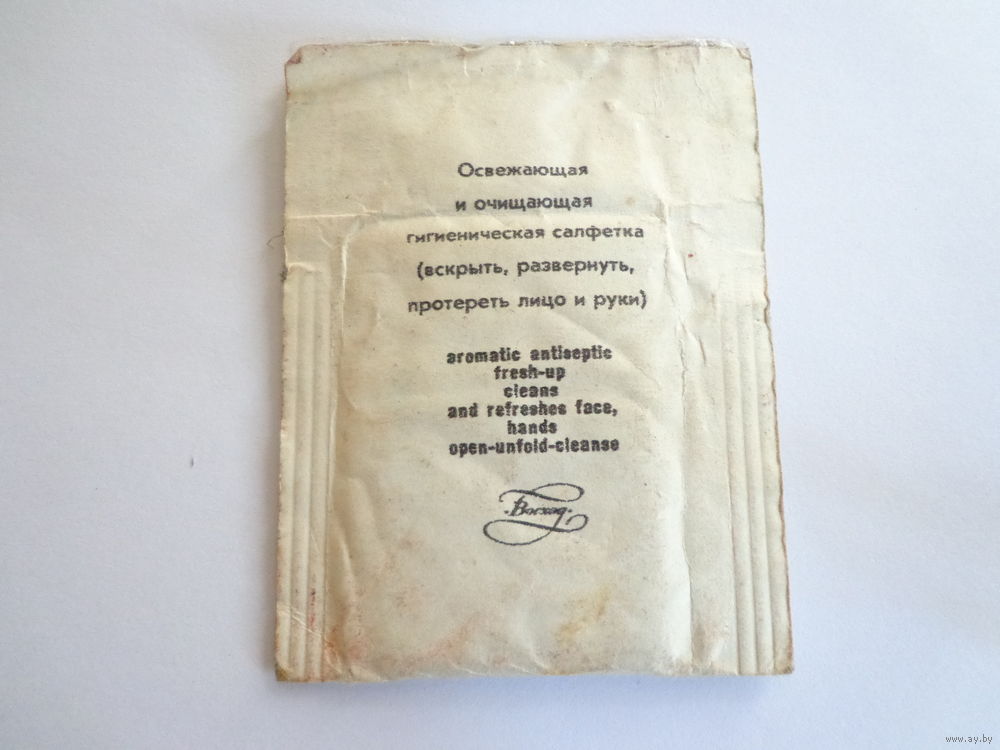 Освежающая
и очищающая
гигиеническая салфетка
(вскрыть, развернуть,
протереть лицо и руки)
aromatic antiseptic
fresh-up
cleans
and refreshes face,
hands
open-unfold-cleanse
www.ay.by